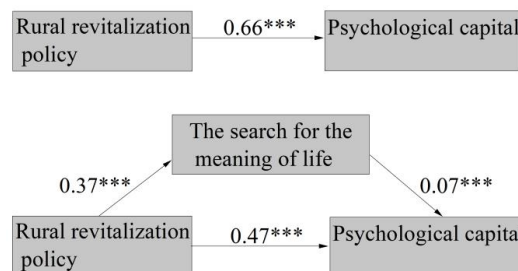 Rural revitalization
policy
0.66***
Psychological capital
The search for the
meaning of life
0.37***
0.07***
Rural revitalization
policy
0.47***
Psychological capital